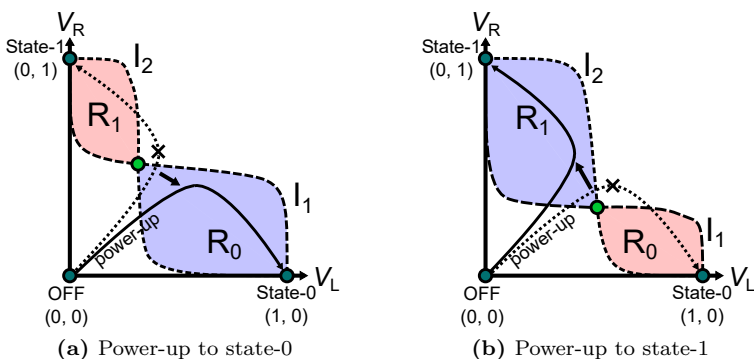 V_R
State-1
(0, 1)
I_2
R_1
I_1
R_0
power-up
V_L
OFF
(0, 0)
State-0
(1, 0)
(a) Power-up to state-0
V_R
State-1
(0, 1)
I_2
R_1
I_1
R_0
power-up
V_L
OFF
(0, 0)
State-0
(1, 0)
(b) Power-up to state-1